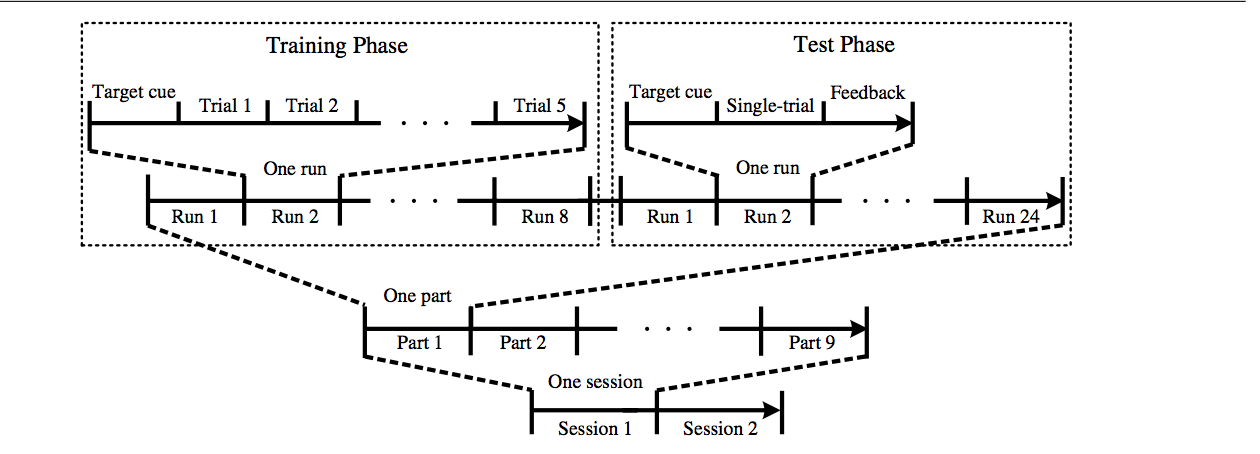 Training Phase
Test Phase
Target cue
Trial 1
Trial 2
. . .
Trial 5
Target cue
Single-trial
Feedback
One run
One run
Run 1
Run 2
. . .
Run 8
Run 1
Run 2
. . .
Run 24
One part
Part 1
Part 2
. . .
Part 9
One session
Session 1
Session 2